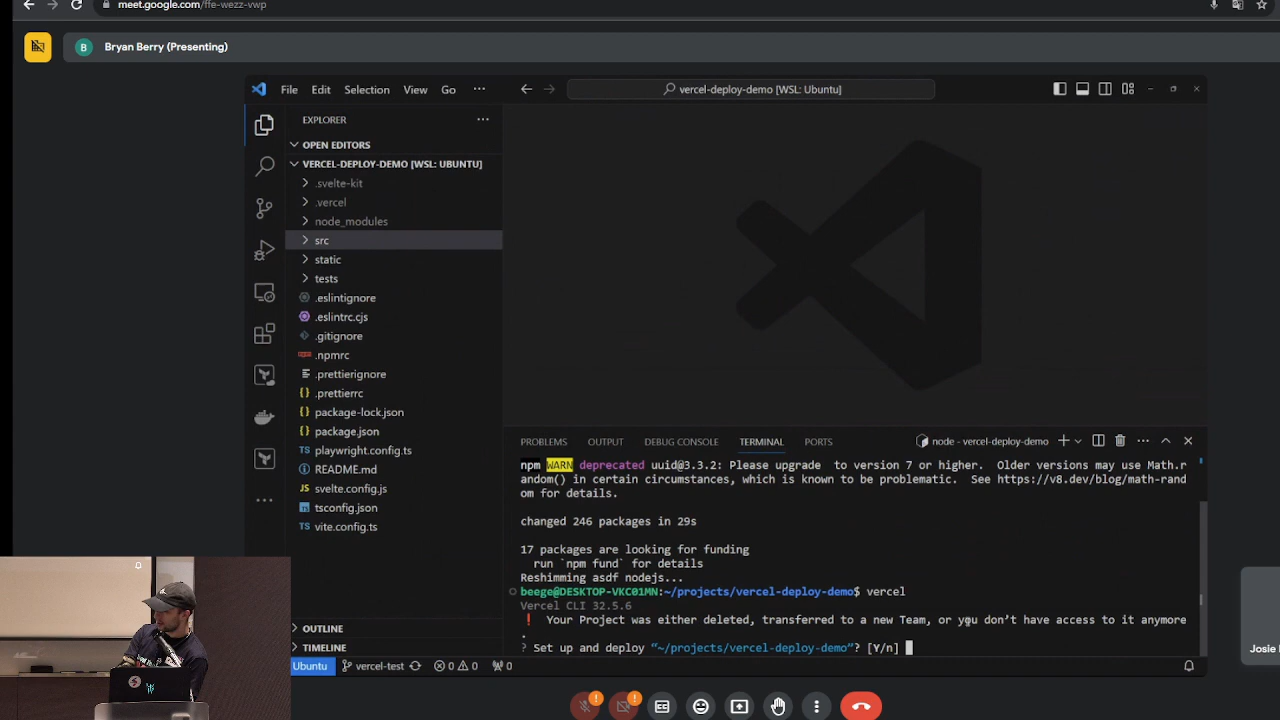 meet.google.com/ffe-wezz-vwp
B
Bryan Berry (Presenting)
File Edit Selection View Go ...
vercel-deploy-demo [WSL: Ubuntu]
EXPLORER
OPEN EDITORS
VERCEL-DEPLOY-DEMO [WSL: UBUNTU]
.svelte-kit
.vercel
node_modules
src
static
tests
.eslintignore
.eslintrc.cjs
.gitignore
.npmrc
.prettierignore
.prettierrc
package-lock.json
package.json
playwright.config.ts
README.md
svelte.config.js
tsconfig.json
vite.config.ts
OUTLINE
TIMELINE
PROBLEMS OUTPUT DEBUG CONSOLE TERMINAL PORTS
node - vercel-deploy-demo
npm WARN deprecated uuid@3.3.2: Please upgrade  to version 7 or higher.  Older versions may use Math.r
andom() in certain circumstances, which is known to be problematic.  See https://v8.dev/blog/math-rand
om for details.
changed 246 packages in 29s
17 packages are looking for funding
run `npm fund` for details
Reshimming asdf nodejs...
beege@DESKTOP-VKC01MN:~/projects/vercel-deploy-demo$ vercel
Vercel CLI 32.5.6
! Your Project was either deleted, transferred to a new Team, or you don’t have access to it anymore
.
? Set up and deploy “~/projects/vercel-deploy-demo”? [Y/n]
Ubuntu vercel-test 0 0 0
Josie